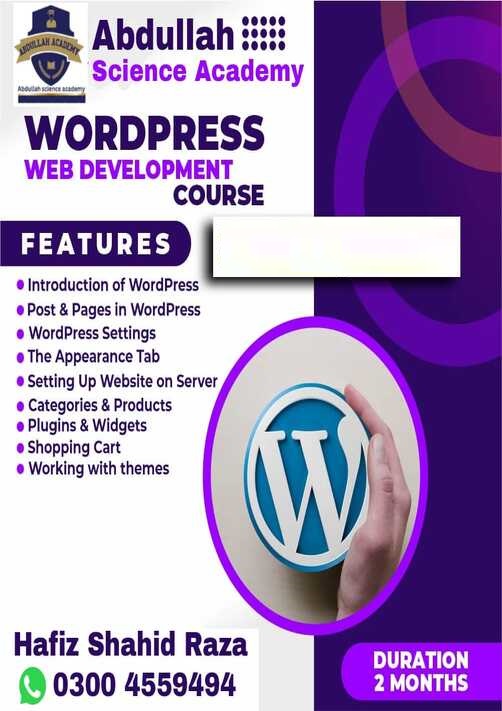 ABDULLAH ACADEMY
Abdullah science academy
Abdullah
Science Academy
WORDPRESS
WEB DEVELOPMENT
COURSE
FEATURES
Introduction of WordPress
Post & Pages in WordPress
WordPress Settings
The Appearance Tab
Setting Up Website on Server
Categories & Products
Plugins & Widgets
Shopping Cart
Working with themes
W
Hafiz Shahid Raza
0300 4559494
DURATION
2 MONTHS